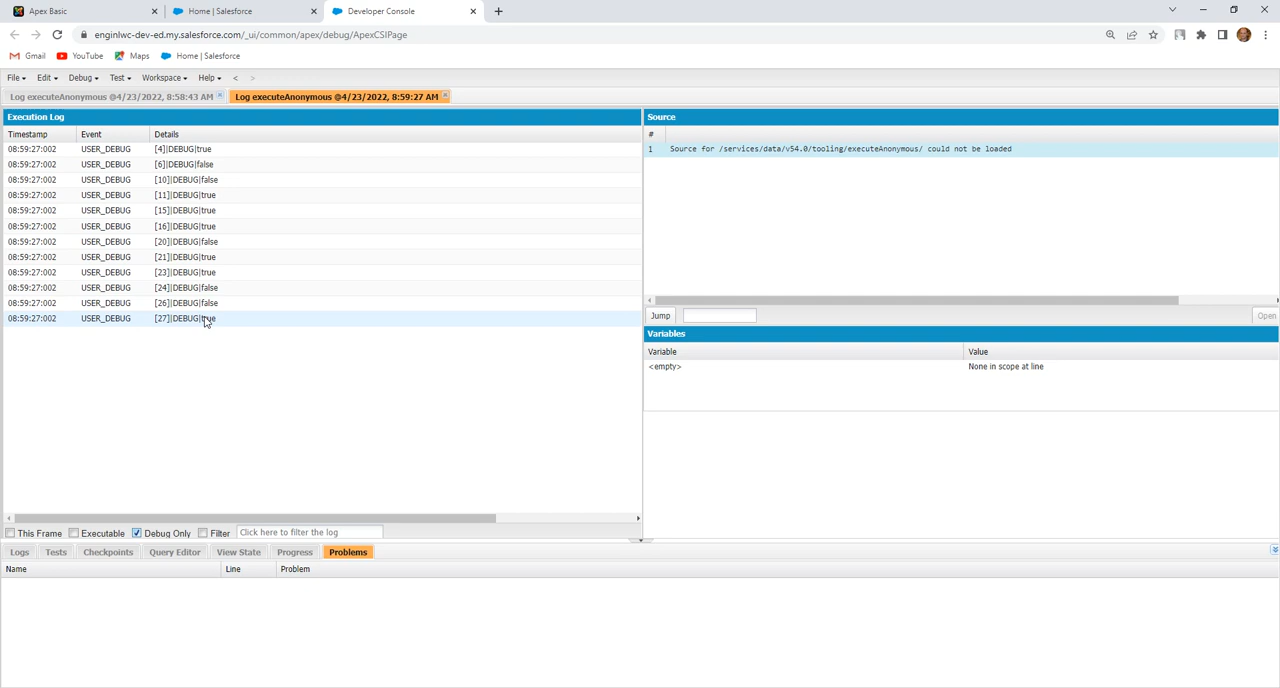 Apex Basic
Home | Salesforce
Developer Console
enginlwc-dev-ed.my.salesforce.com/_ui/common/apex/debug/ApexCSIPage
Gmail YouTube Maps Home | Salesforce
File Edit Debug Test Workspace Help < >
Log executeAnonymous @4/23/2022, 8:58:43 AM
Log executeAnonymous @4/23/2022, 8:59:27 AM
Execution Log
Timestamp Event Details
08:59:27:002 USER_DEBUG [4]|DEBUG|true
08:59:27:002 USER_DEBUG [6]|DEBUG|false
08:59:27:002 USER_DEBUG [10]|DEBUG|false
08:59:27:002 USER_DEBUG [11]|DEBUG|true
08:59:27:002 USER_DEBUG [15]|DEBUG|true
08:59:27:002 USER_DEBUG [16]|DEBUG|true
08:59:27:002 USER_DEBUG [20]|DEBUG|false
08:59:27:002 USER_DEBUG [21]|DEBUG|true
08:59:27:002 USER_DEBUG [23]|DEBUG|true
08:59:27:002 USER_DEBUG [24]|DEBUG|false
08:59:27:002 USER_DEBUG [26]|DEBUG|false
08:59:27:002 USER_DEBUG [27]|DEBUG|true
This Frame Executable Debug Only Filter Click here to filter the log
Source
#
1 Source for /services/data/v54.0/tooling/executeAnonymous/ could not be loaded
Jump
Open
Variables
Variable Value
<empty> None in scope at line
Logs Tests Checkpoints Query Editor View State Progress Problems
Name Line Problem